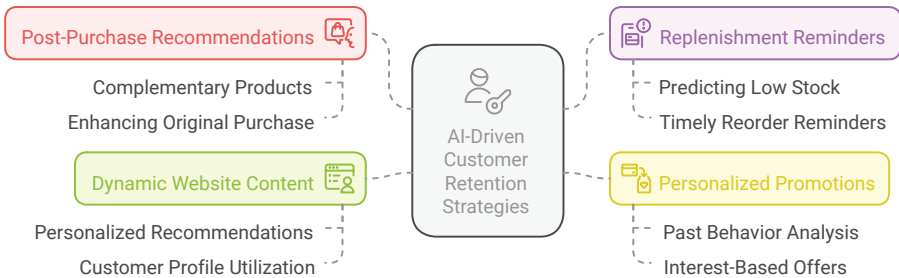 Post-Purchase Recommendations
Complementary Products
Enhancing Original Purchase
Dynamic Website Content
Personalized Recommendations
Customer Profile Utilization
AI-Driven
Customer
Retention
Strategies
Replenishment Reminders
Predicting Low Stock
Timely Reorder Reminders
Personalized Promotions
Past Behavior Analysis
Interest-Based Offers